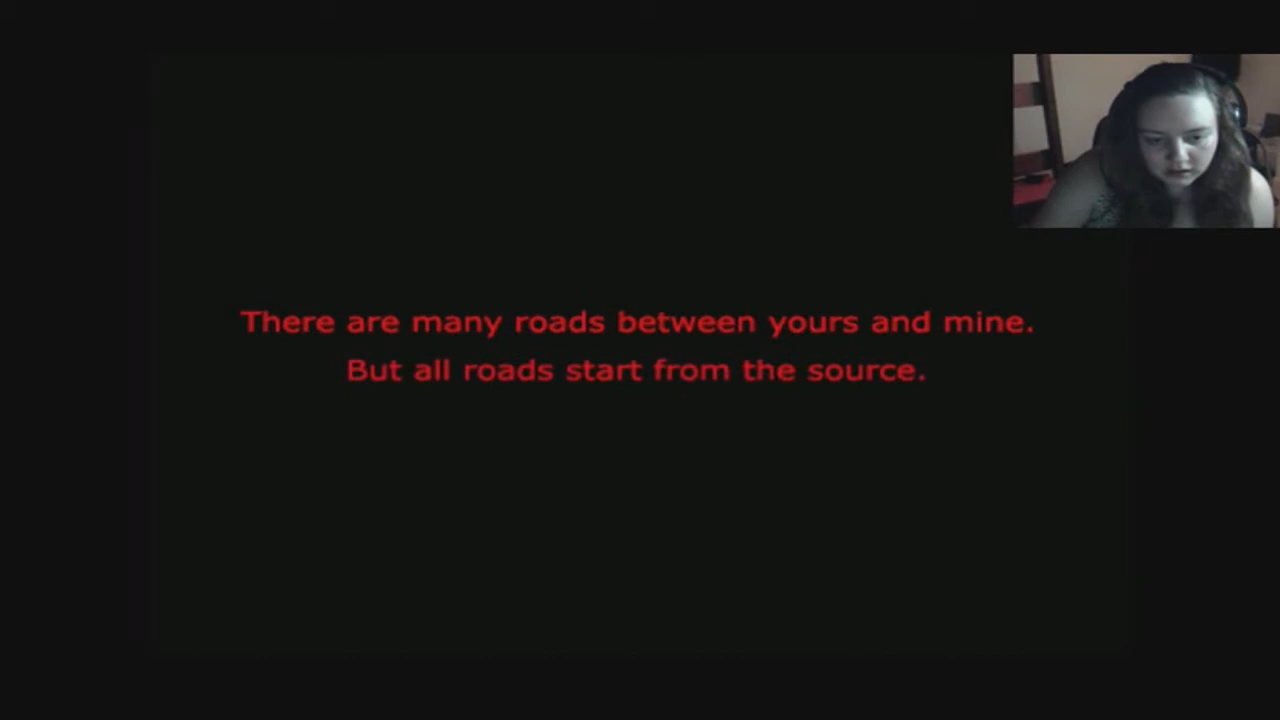 There are many roads between yours and mine.
But all roads start from the source.